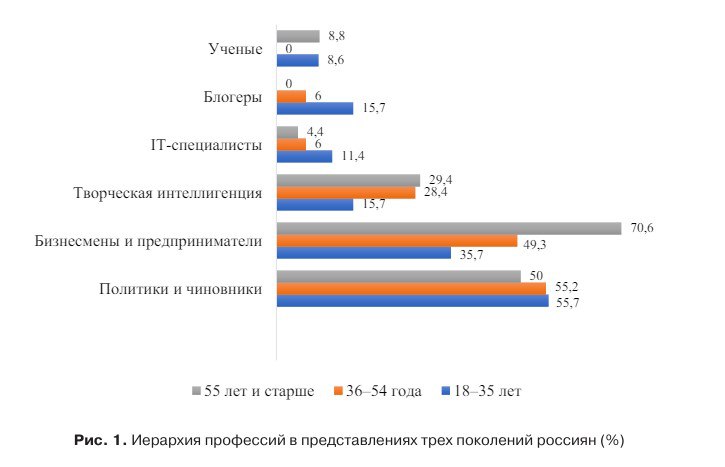 Ученые
8,8
0
8,6
Блогеры
0
6
15,7
IT-специалисты
4,4
6
11,4
Творческая интеллигенция
29,4
28,4
15,7
Бизнесмены и предприниматели
70,6
49,3
35,7
Политики и чиновники
50
55,2
55,7
55 лет и старше 36–54 года 18–35 лет
Рис. 1. Иерархия профессий в представлениях трех поколений россиян (%)